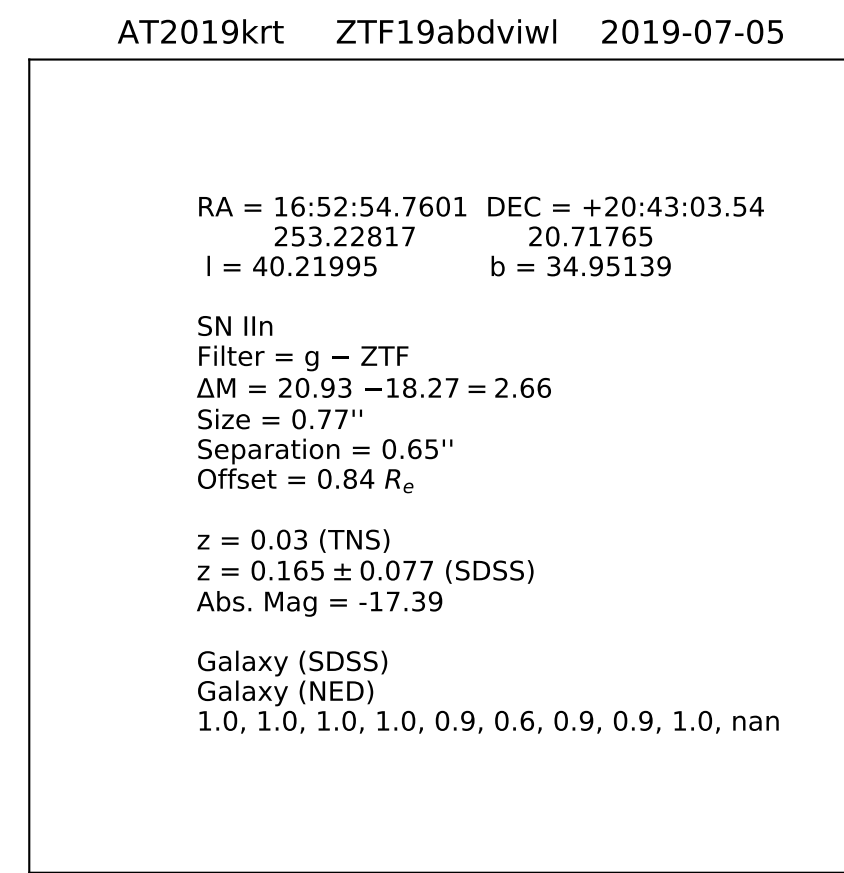 AT2019krt ZTF19abdviwl 2019-07-05
RA = 16:52:54.7601 DEC = +20:43:03.54
253.22817 20.71765
l = 40.21995 b = 34.95139
SN IIn
Filter = g − ZTF
ΔM = 20.93 −18.27 = 2.66
Size = 0.77''
Separation = 0.65''
Offset = 0.84 Rₑ
z = 0.03 (TNS)
z = 0.165 ± 0.077 (SDSS)
Abs. Mag = -17.39
Galaxy (SDSS)
Galaxy (NED)
1.0, 1.0, 1.0, 1.0, 0.9, 0.6, 0.9, 0.9, 1.0, nan